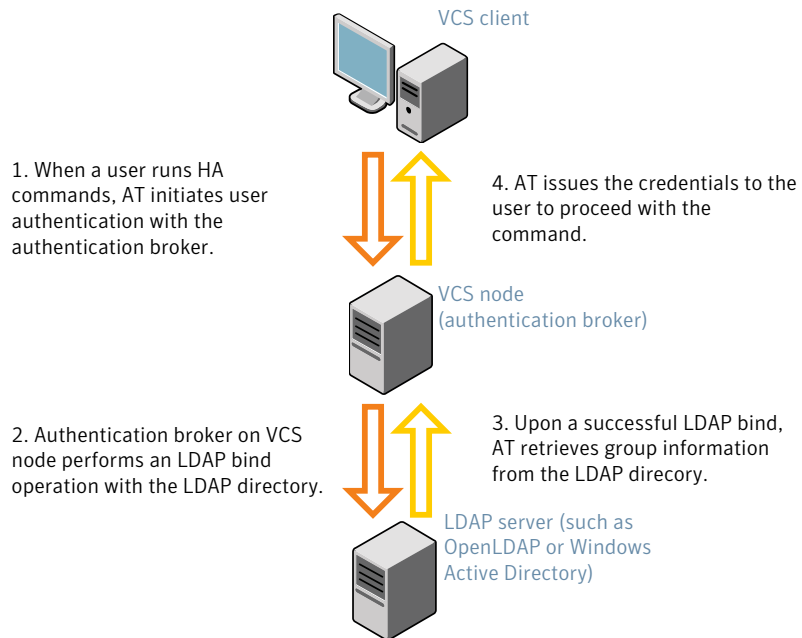 VCS client
1. When a user runs HA
commands, AT initiates user
authentication with the
authentication broker.
4. AT issues the credentials to the
user to proceed with the
command.
VCS node
(authentication broker)
2. Authentication broker on VCS
node performs an LDAP bind
operation with the LDAP directory.
3. Upon a successful LDAP bind,
AT retrieves group information
from the LDAP direcory.
LDAP server (such as
OpenLDAP or Windows
Active Directory)